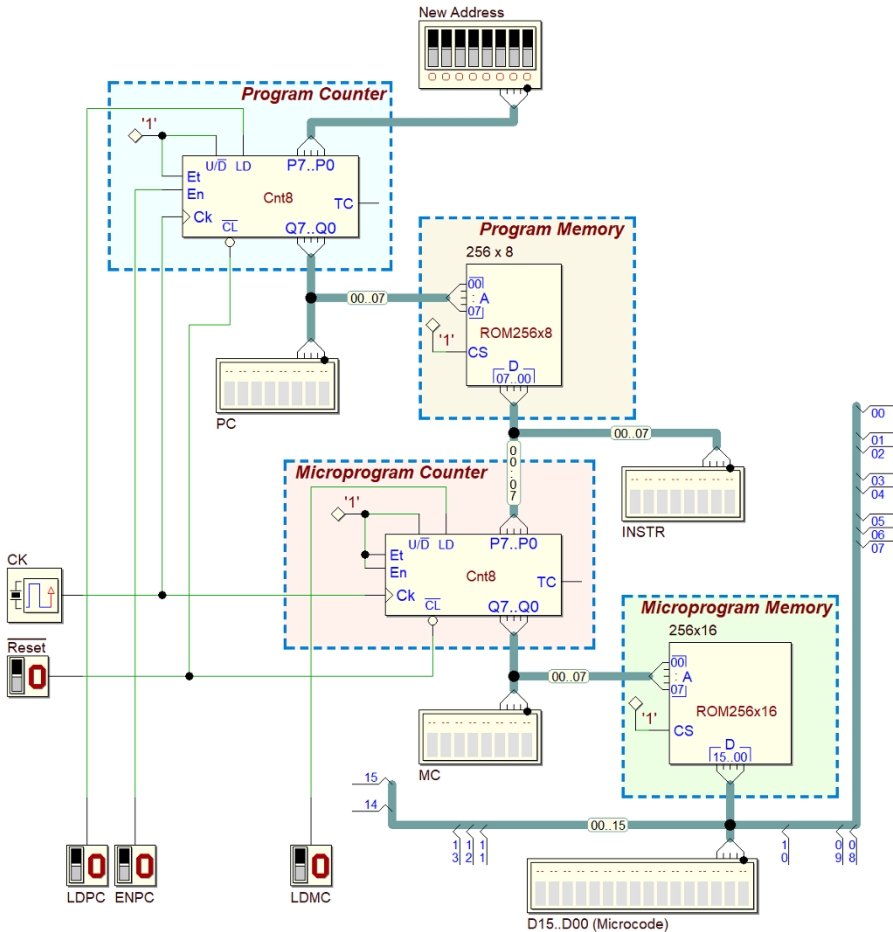 New Address
Program Counter
'1'
U/D LD P7..P0
Et
En
Cnt8
TC
Ck
CL
Q7..Q0
Program Memory
256 x 8
00
: A
07
00..07
ROM256x8
'1'
CS
D
07..00
PC
00..07
00
01
02
03
04
05
06
07
00..07
INSTR
Microprogram Counter
'1'
U/D LD P7..P0
Et
En
Cnt8
TC
CK
Ck
CL
Q7..Q0
Reset
0
Microprogram Memory
256x16
00
: A
07
00..07
ROM256x16
'1'
CS
D
15..00
MC
15
14
00..15
13
12
11
10
09
08
0
LDPC
0
ENPC
0
LDMC
D15..D00 (Microcode)